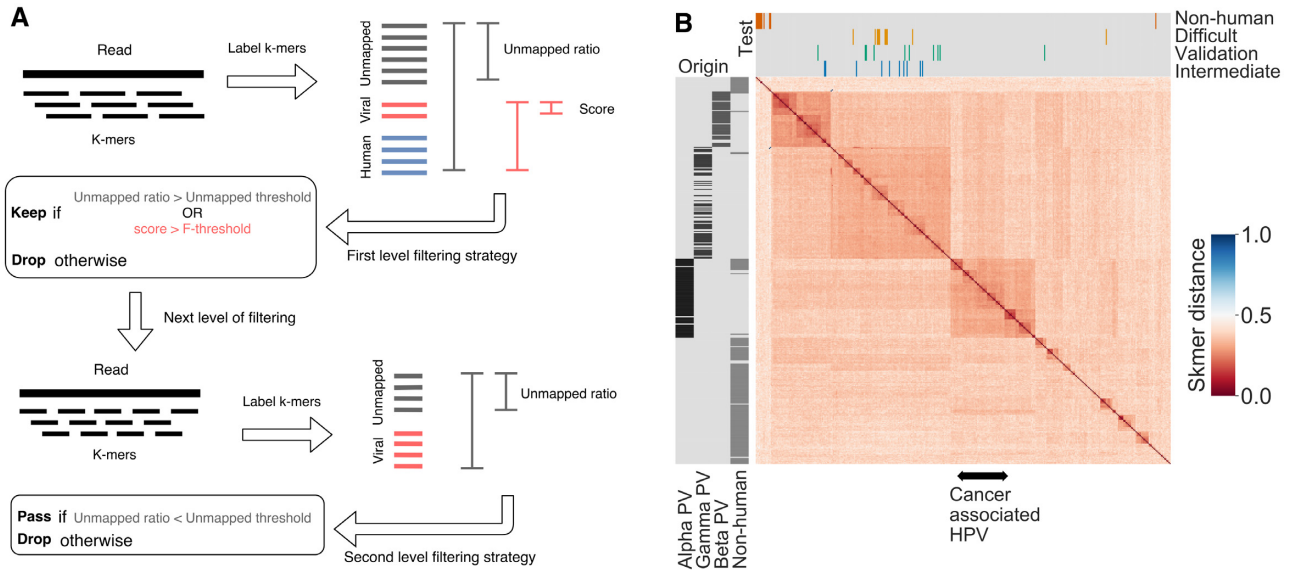 A
Read
Label k-mers
K-mers
Unmapped
Viral
Human
Unmapped ratio
Score
Unmapped ratio > Unmapped threshold
Keep if
OR
score > F-threshold
Drop otherwise
First level filtering strategy
Next level of filtering
Read
Label k-mers
K-mers
Unmapped
Viral
Unmapped ratio
Pass if Unmapped ratio < Unmapped threshold
Drop otherwise
Second level filtering strategy
B
Test
Non-human
Difficult
Validation
Intermediate
Origin
Alpha PV
Gamma PV
Beta PV
Non-human
Cancer
associated
HPV
Skmer distance
1.0
0.5
0.0